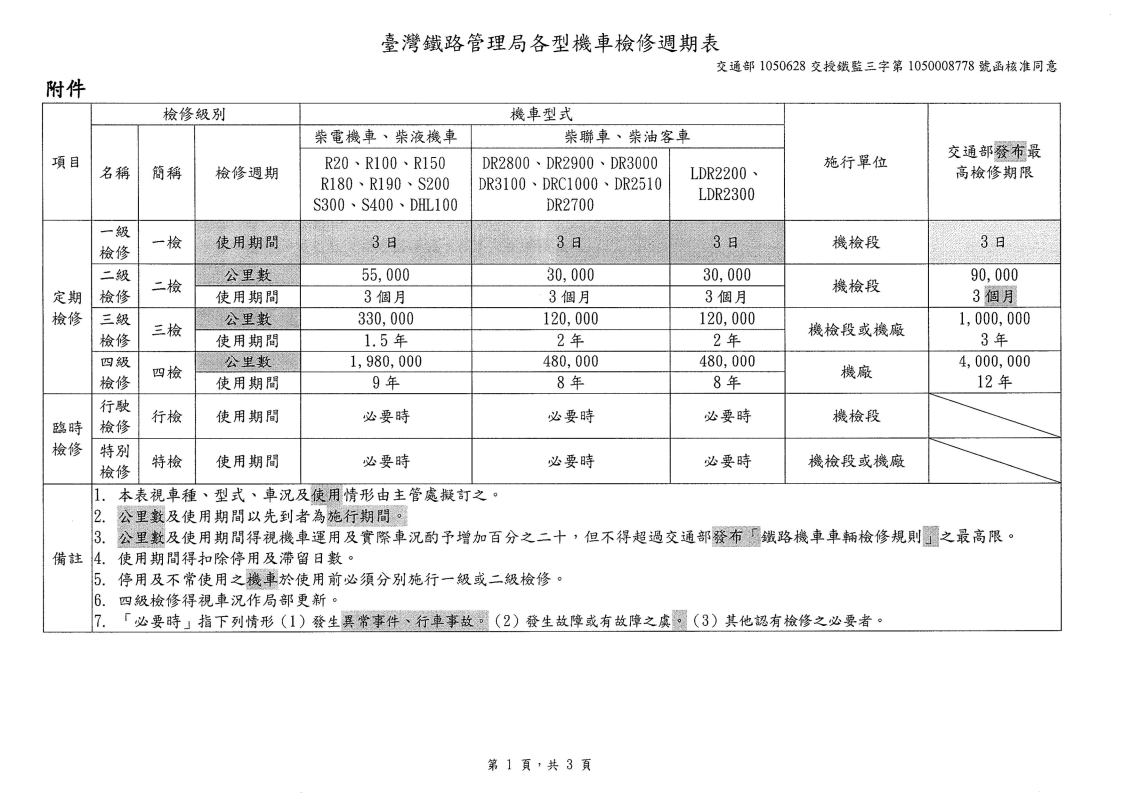 臺灣鐵路管理局各型機車檢修週期表
交通部 1050628 交授鐵監三字第 1050008778 號函核准同意
附件
項目 檢修級別 機車型式 施行單位 交通部發布最高檢修期限
名稱 簡稱 檢修週期 柴電機車、柴液機車 柴聯車、柴油客車
R20、R100、R150 DR2800、DR2900、DR3000 LDR2200、
R180、R190、S200 DR3100、DRC1000、DR2510 LDR2300
S300、S400、DHL100 DR2700
定期檢修
一級檢修 一檢 使用期間 3 日 3 日 3 日 機檢段 3 日
二級檢修 二檢 公里數 55,000 30,000 30,000 機檢段 90,000
使用期間 3 個月 3 個月 3 個月 3 個月
三級檢修 三檢 公里數 330,000 120,000 120,000 機檢段或機廠 1,000,000
使用期間 1.5 年 2 年 2 年 3 年
四級檢修 四檢 公里數 1,980,000 480,000 480,000 機廠 4,000,000
使用期間 9 年 8 年 8 年 12 年
臨時檢修
行駛檢修 行檢 使用期間 必要時 必要時 必要時 機檢段
特別檢修 特檢 使用期間 必要時 必要時 必要時 機檢段或機廠
備註
1. 本表視車種、型式、車況及使用情形由主管處擬訂之。
2. 公里數及使用期間以先到者為施行期間。
3. 公里數及使用期間得視機車運用及實際車況酌予增加百分之二十，但不得超過交通部發布「鐵路機車車輛檢修規則」之最高限。
4. 使用期間得扣除停用及滯留日數。
5. 停用及不常使用之機車於使用前必須分別施行一級或二級檢修。
6. 四級檢修得視車況作局部更新。
7. 「必要時」指下列情形(1)發生異常事件、行車事故。(2)發生故障或有故障之虞。(3)其他認有檢修之必要者。
第 1 頁，共 3 頁